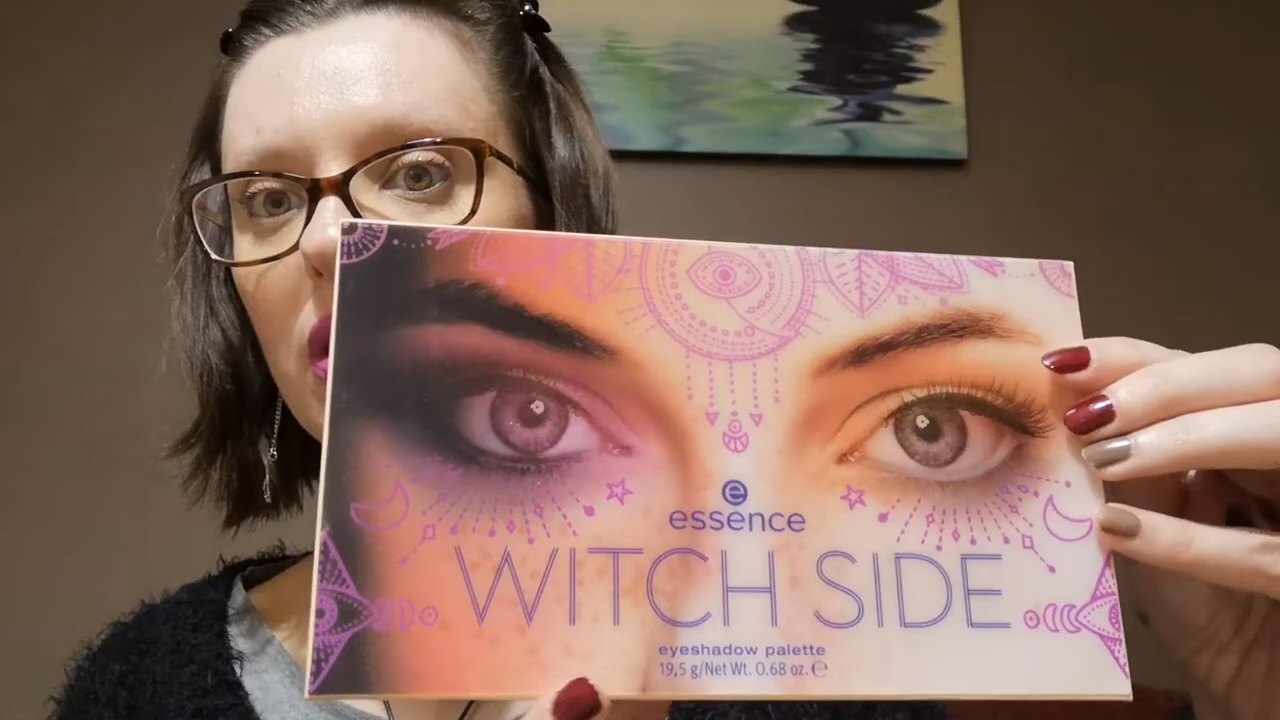 e
essence
WITCH SIDE
eyeshadow palette
19,5 g/Net Wt. 0.68 oz. ℮